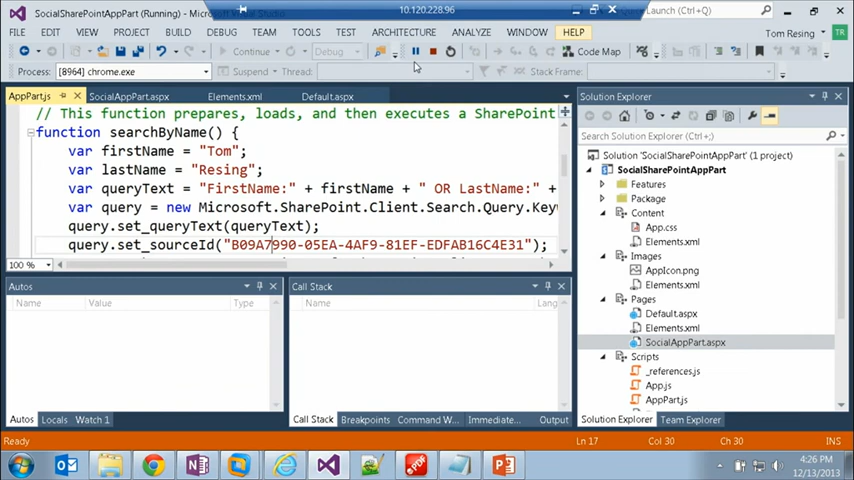 10.120.228.96
SocialSharePointAppPart (Running) - Microsoft Visual Studio
Launch (Ctrl+Q)
FILE EDIT VIEW PROJECT BUILD DEBUG TEAM TOOLS TEST ARCHITECTURE ANALYZE WINDOW HELP
Tom Resing
TR
Continue
Debug
Code Map
Process: [8964] chrome.exe
Suspend
Thread:
Stack Frame:
AppPart.js
SocialAppPart.aspx
Elements.xml
Default.aspx
// This function prepares, loads, and then executes a SharePoint
function searchByName() {
var firstName = "Tom";
var lastName = "Resing";
var queryText = "FirstName:" + firstName + " OR LastName:" +
var query = new Microsoft.SharePoint.Client.Search.Query.Key
query.set_queryText(queryText);
query.set_sourceId("B09A7990-05EA-4AF9-81EF-EDFAB16C4E31");
100 %
Autos
Name Value Type
Autos Locals Watch 1
Call Stack
Name Lang
Call Stack Breakpoints Command W... Immediate... Output
Solution Explorer
Search Solution Explorer (Ctrl+;)
Solution 'SocialSharePointAppPart' (1 project)
SocialSharePointAppPart
Features
Package
Content
App.css
Elements.xml
Images
AppIcon.png
Elements.xml
Pages
Default.aspx
Elements.xml
SocialAppPart.aspx
Scripts
_references.js
App.js
AppPart.js
Solution Explorer Team Explorer
Ready
Ln 17 Col 30 Ch 30 INS
4:26 PM
12/13/2013